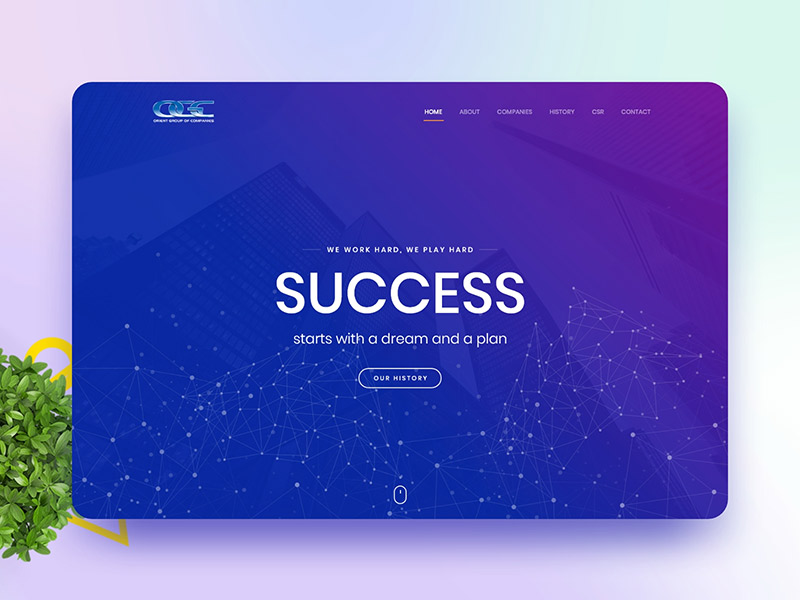 ORIENT GROUP OF COMPANIES
HOME ABOUT COMPANIES HISTORY CSR CONTACT
WE WORK HARD, WE PLAY HARD
SUCCESS
starts with a dream and a plan
OUR HISTORY